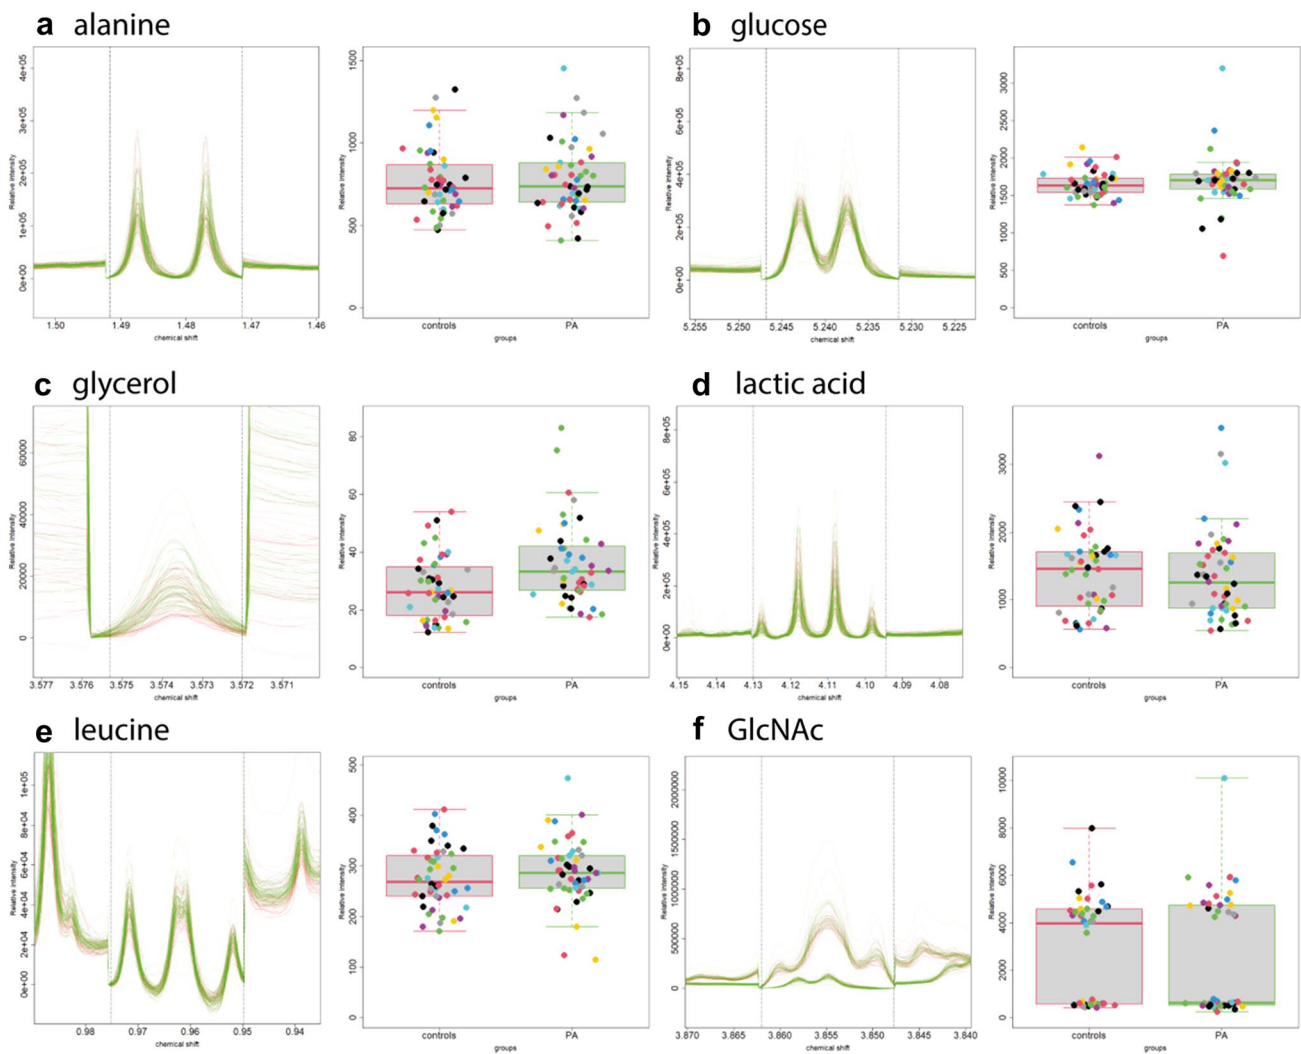 a alanine
b glucose
Relative intensity
0e+00
1e+05
2e+05
3e+05
4e+05
1.50
1.49
1.48
1.47
1.46
chemical shift
Relative intensity
0
500
1000
1500
controls
PA
groups
Relative intensity
0e+00
2e+05
4e+05
6e+05
8e+05
5.255
5.250
5.245
5.240
5.235
5.230
5.225
chemical shift
Relative intensity
0
500
1000
1500
2000
2500
3000
controls
PA
groups
c glycerol
d lactic acid
Relative intensity
0
20000
40000
60000
3.577
3.576
3.575
3.574
3.573
3.572
3.571
chemical shift
Relative intensity
0
20
40
60
80
controls
PA
groups
Relative intensity
0e+00
2e+05
4e+05
6e+05
8e+05
4.15
4.14
4.13
4.12
4.11
4.10
4.09
4.08
chemical shift
Relative intensity
0
1000
2000
3000
controls
PA
groups
e leucine
f GlcNAc
Relative intensity
0e+00
2e+04
4e+04
6e+04
8e+04
1e+05
0.98
0.97
0.96
0.95
0.94
chemical shift
Relative intensity
0
100
200
300
400
500
controls
PA
groups
Relative intensity
0
500000
1000000
1500000
2000000
3.870
3.865
3.860
3.855
3.850
3.845
3.840
chemical shift
Relative intensity
0
2000
4000
6000
8000
10000
controls
PA
groups